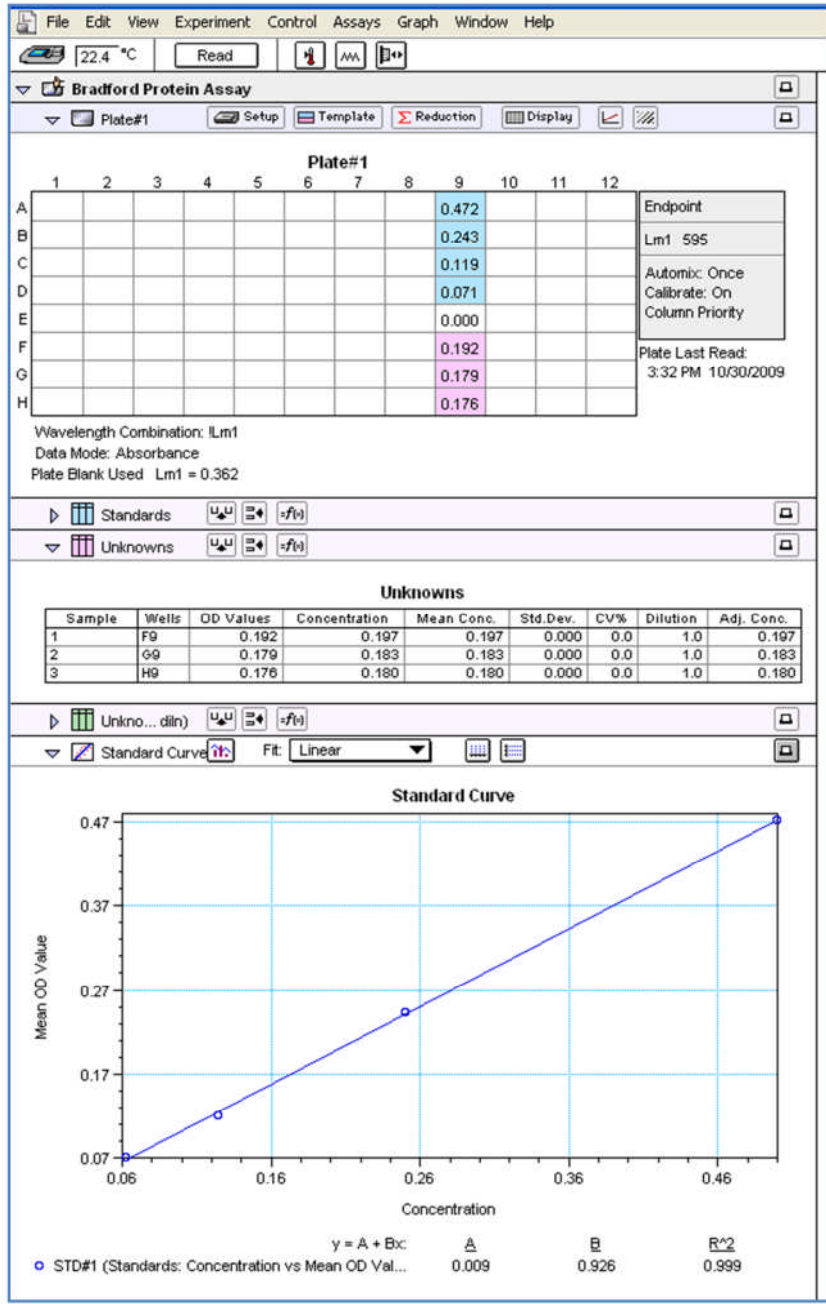 File Edit View Experiment Control Assays Graph Window Help
22.4 °C Read
Bradford Protein Assay
Plate#1 Setup Template Σ Reduction Display
Plate#1
1 2 3 4 5 6 7 8 9 10 11 12
A 0.472 Endpoint
B 0.243 Lm1 595
C 0.119 Automix: Once
D 0.071 Calibrate: On
E 0.000 Column Priority
F 0.192 Plate Last Read:
G 0.179 3:32 PM 10/30/2009
H 0.176
Wavelength Combination: !Lm1
Data Mode: Absorbance
Plate Blank Used Lm1 = 0.362
Standards =f(x)
Unknowns =f(x)
Unknowns
Sample Wells OD Values Concentration Mean Conc. Std.Dev. CV% Dilution Adj. Conc.
1 F9 0.192 0.197 0.197 0.000 0.0 1.0 0.197
2 G9 0.179 0.183 0.183 0.000 0.0 1.0 0.183
3 H9 0.176 0.180 0.180 0.000 0.0 1.0 0.180
Unkno... diln) =f(x)
Standard Curve Fit: Linear
Standard Curve
0.47
0.37
0.27
0.17
0.07
Mean OD Value
0.06 0.16 0.26 0.36 0.46
Concentration
y = A + Bx: A B R^2
STD#1 (Standards: Concentration vs Mean OD Val... 0.009 0.926 0.999